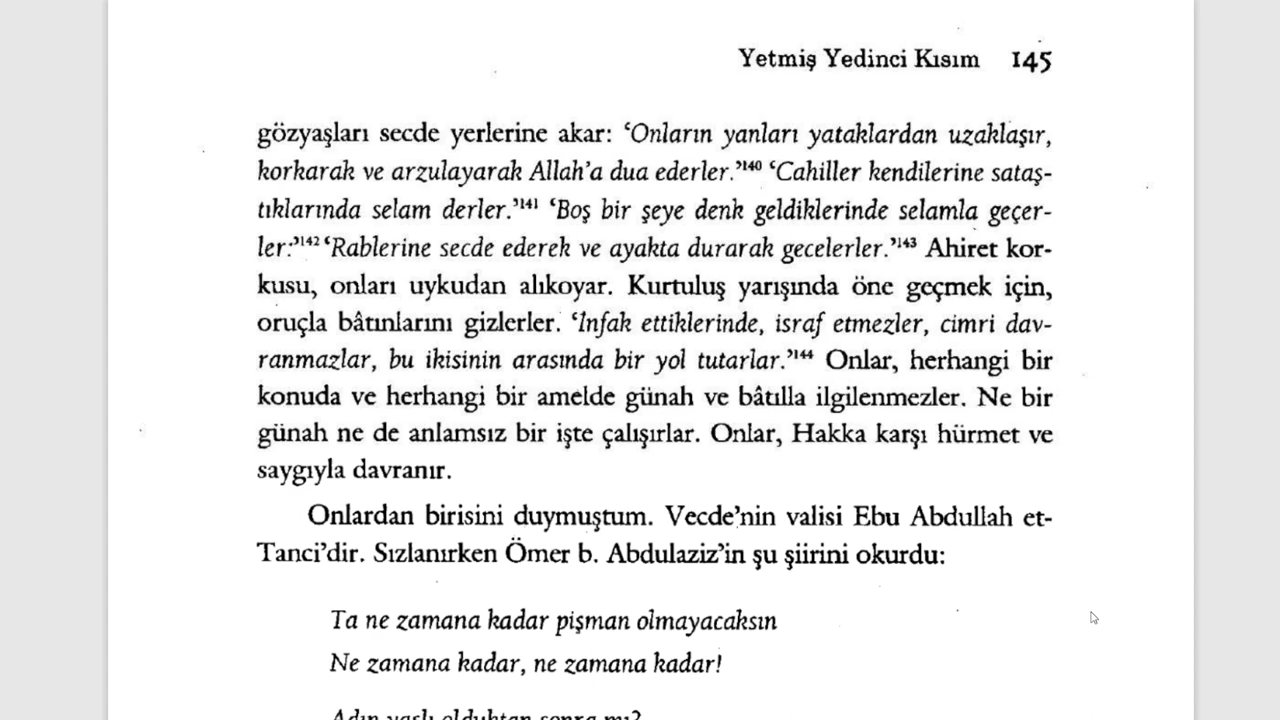 Yetmiş Yedinci Kısım 145
gözyaşları secde yerlerine akar: ‘Onların yanları yataklardan uzaklaşır,
korkarak ve arzulayarak Allah’a dua ederler.’¹⁴⁰ ‘Cahiller kendilerine sataş-
tıklarında selam derler.’¹⁴¹ ‘Boş bir şeye denk geldiklerinde selamla geçer-
ler:’¹⁴² ‘Rablerine secde ederek ve ayakta durarak gecelerler.’¹⁴³ Ahiret kor-
kusu, onları uykudan alıkoyar. Kurtuluş yarışında öne geçmek için,
oruçla bâtınlarını gizlerler. ‘Infak ettiklerinde, israf etmezler, cimri dav-
ranmazlar, bu ikisinin arasında bir yol tutarlar.’¹⁴⁴ Onlar, herhangi bir
konuda ve herhangi bir amelde günah ve bâtılla ilgilenmezler. Ne bir
günah ne de anlamsız bir işte çalışırlar. Onlar, Hakka karşı hürmet ve
saygıyla davranır.
Onlardan birisini duymuştum. Vecde’nin valisi Ebu Abdullah et-
Tanci’dir. Sızlanırken Ömer b. Abdulaziz’in şu şiirini okurdu:
Ta ne zamana kadar pişman olmayacaksın
Ne zamana kadar, ne zamana kadar!
Adın yaşlı olduktan sonra mı?